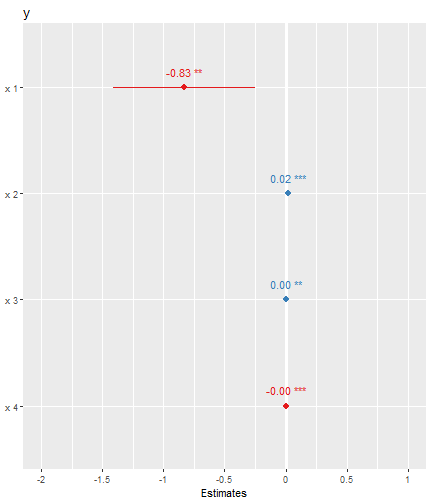 y
-0.83 **
x 1
0.02 ***
x 2
0.00 **
x 3
-0.00 ***
x 4
-2 -1.5 -1 -0.5 0 0.5 1
Estimates